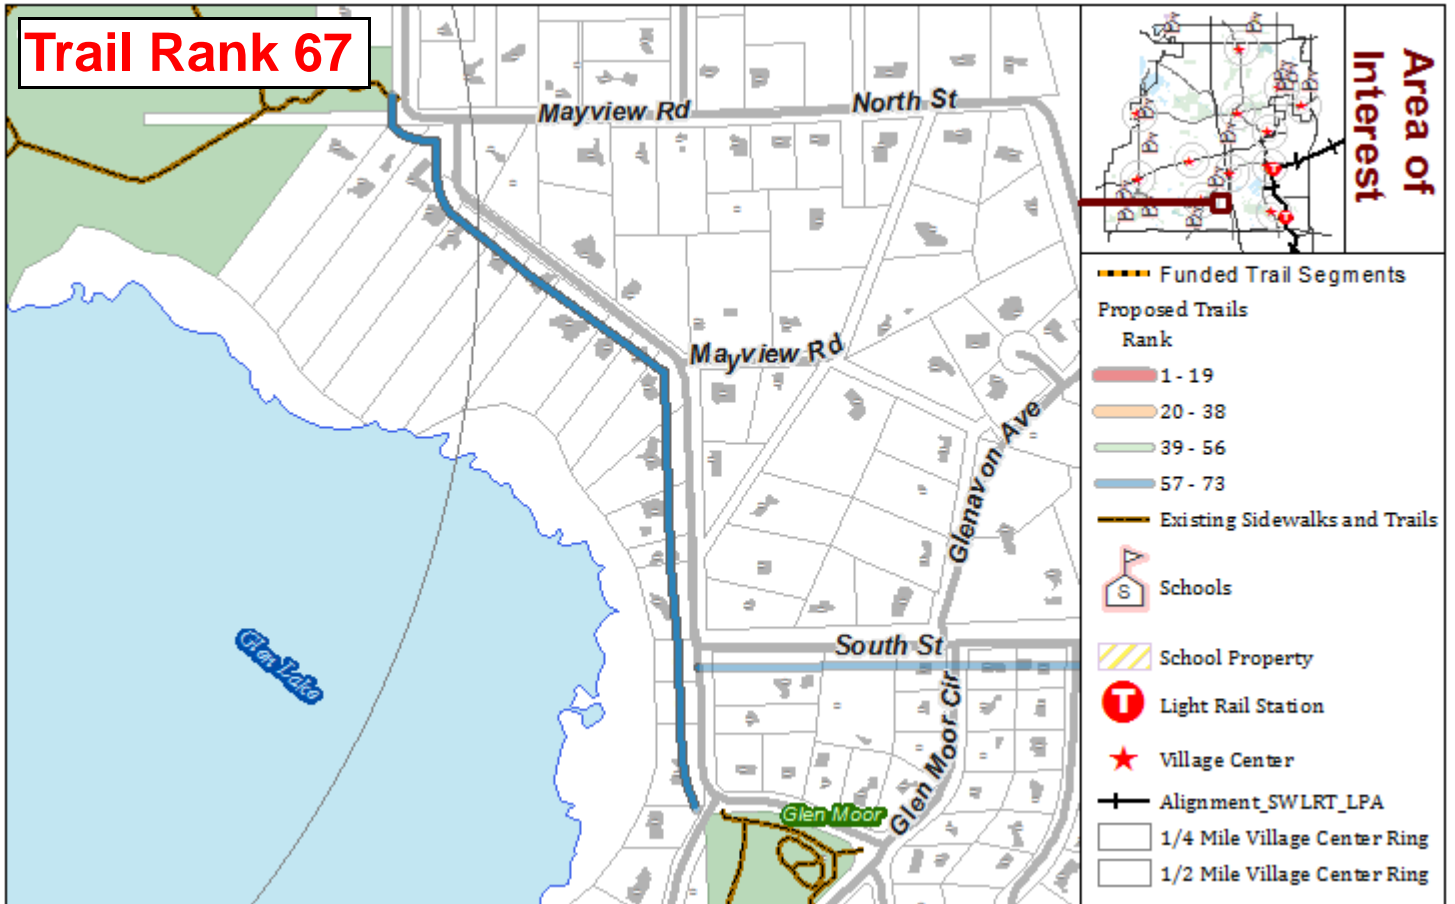 Trail Rank 67
Mayview Rd
North St
Mayview Rd
Glenavon Ave
South St
Glen Lake
Glen Moor Cir
Glen Moor
Area of
Interest
T
T
Funded Trail Segments
Proposed Trails
Rank
1 - 19
20 - 38
39 - 56
57 - 73
Existing Sidewalks and Trails
S
Schools
School Property
T
Light Rail Station
Village Center
Alignment_SWLRT_LPA
1/4 Mile Village Center Ring
1/2 Mile Village Center Ring